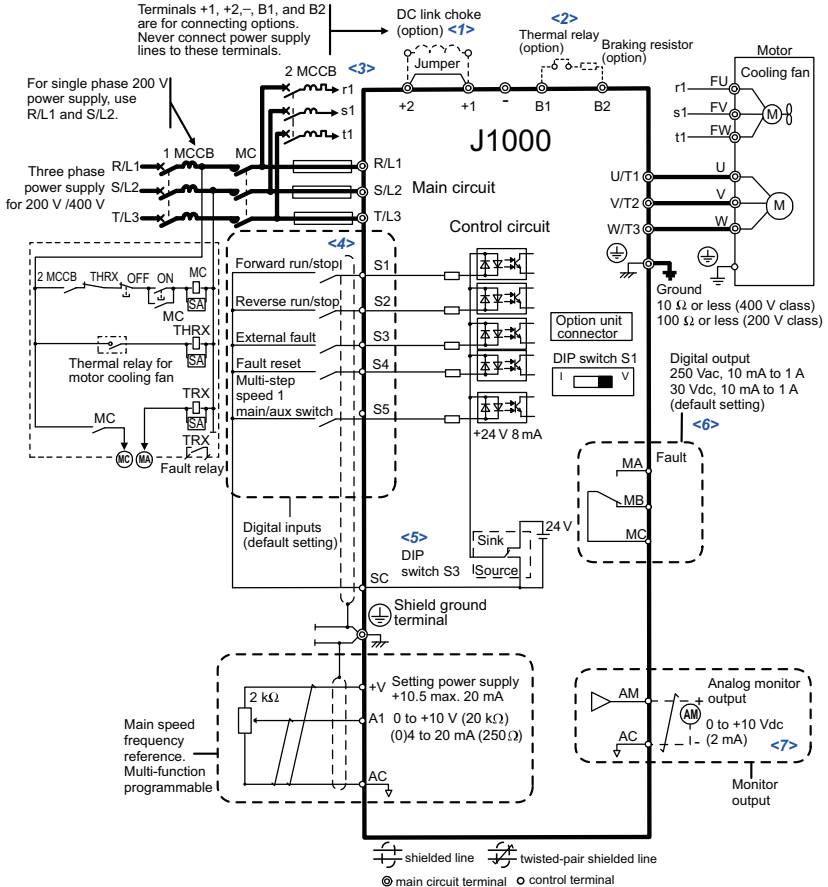 Terminals +1, +2,–, B1, and B2
are for connecting options.
Never connect power supply
lines to these terminals.
DC link choke
(option) <1>
Jumper
<2>
Thermal relay
(option)
Braking resistor
(option)
+2
+1
-
B1
B2
Motor
Cooling fan
r1
FU
s1
FV
t1
FW
M
For single phase 200 V
power supply, use
R/L1 and S/L2.
2 MCCB
<3>
r1
s1
t1
J1000
1 MCCB
MC
Three phase
power supply
for 200 V /400 V
R/L1
S/L2
T/L3
R/L1
S/L2
T/L3
Main circuit
U/T1
V/T2
W/T3
U
V
W
M
Control circuit
Ground
10 Ω or less (400 V class)
100 Ω or less (200 V class)
2 MCCB
THRX
OFF
ON
MC
SA
MC
THRX
SA
Thermal relay for
motor cooling fan
TRX
SA
MC
MC
MA
TRX
Fault relay
<4>
Forward run/stop
S1
Reverse run/stop
S2
External fault
S3
Fault reset
S4
Multi-step
speed 1
main/aux switch
S5
+24 V 8 mA
Option unit
connector
DIP switch S1
I
V
Digital output
250 Vac, 10 mA to 1 A
30 Vdc, 10 mA to 1 A
(default setting)
<6>
MA
Fault
MB
MC
Digital inputs
(default setting)
<5>
DIP
switch S3
Sink
Source
24 V
SC
Shield ground
terminal
Main speed
frequency
reference.
Multi-function
programmable
2 kΩ
+V
Setting power supply
+10.5 max. 20 mA
A1
0 to +10 V (20 kΩ)
(0)4 to 20 mA (250 Ω)
AC
AM
AM
+
-
AC
Analog monitor
output
0 to +10 Vdc
(2 mA)
<7>
Monitor
output
shielded line
twisted-pair shielded line
main circuit terminal
control terminal